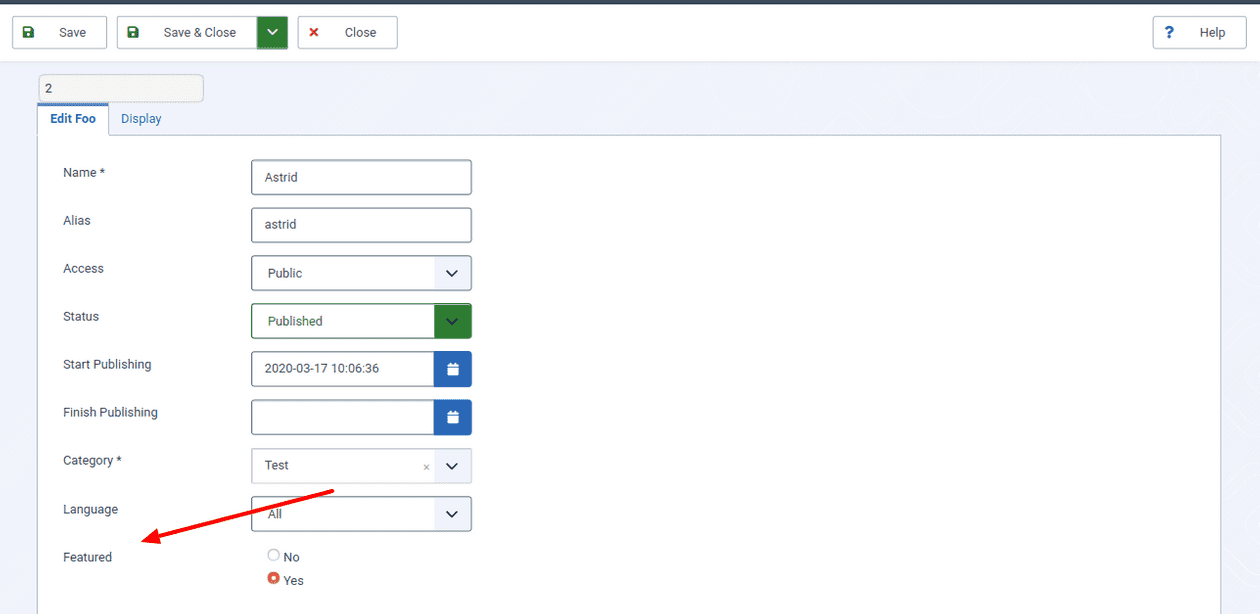 Save
Save & Close
Close
? Help
2
Edit Foo
Display
Name *
Astrid
Alias
astrid
Access
Public
Status
Published
Start Publishing
2020-03-17 10:06:36
Finish Publishing
Category *
Test ×
Language
All
Featured
No
Yes